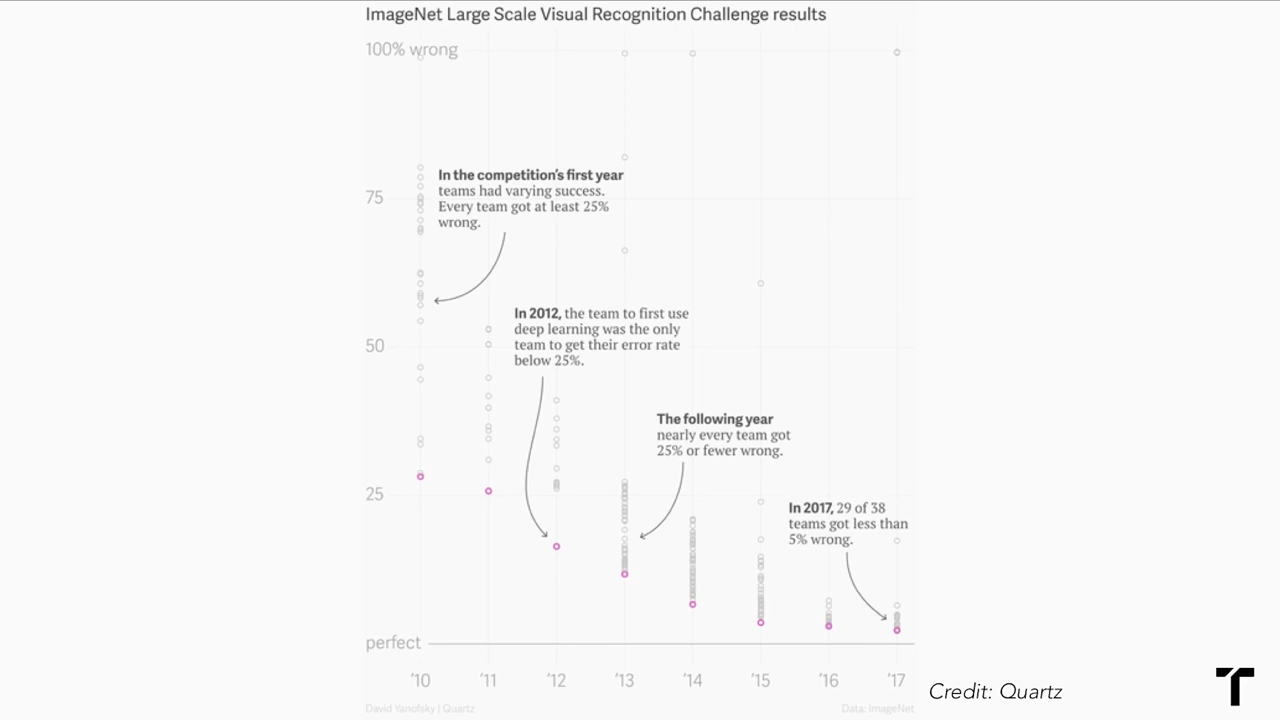 ImageNet Large Scale Visual Recognition Challenge results
100% wrong
In the competition's first year
teams had varying success.
Every team got at least 25%
wrong.
75
In 2012, the team to first use
deep learning was the only
team to get their error rate
below 25%.
50
The following year
nearly every team got
25% or fewer wrong.
25
In 2017, 29 of 38
teams got less than
5% wrong.
perfect
'10 '11 '12 '13 '14 '15 '16 '17
David Yanofsky | Quartz
Data: ImageNet
Credit: Quartz
T